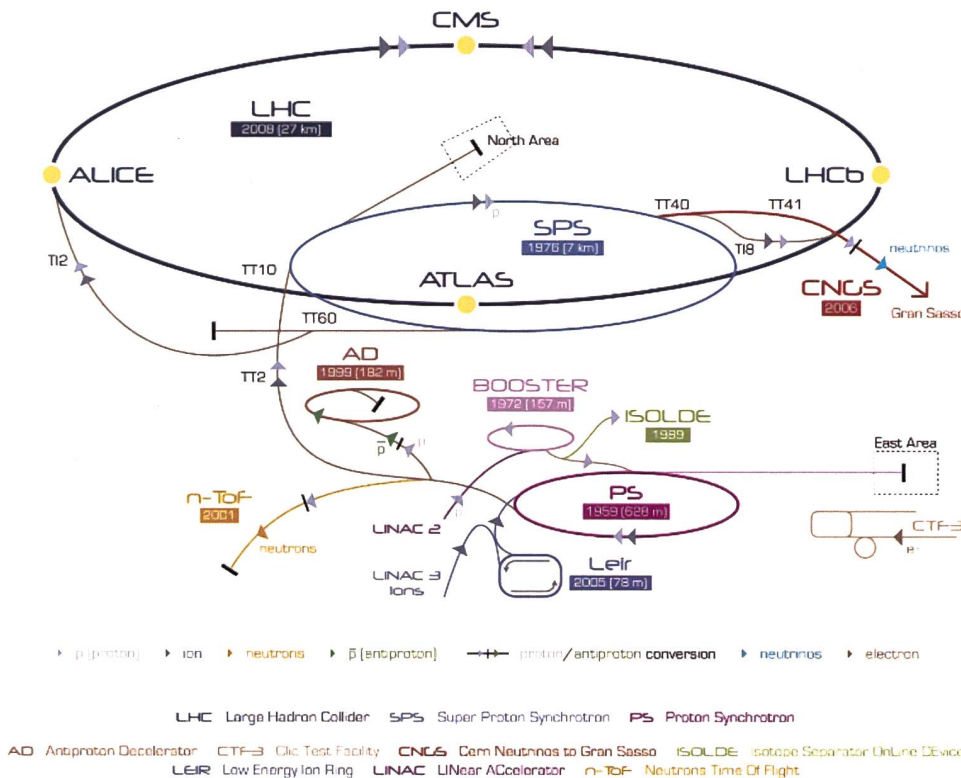 CMS
LHC
2008 (27 km)
North Area
ALICE
LHCb
TT40
TT41
SPS
1976 (7 km)
p
TI8
neutrinos
TI2
TT10
ATLAS
CNGS
2006
Gran Sasso
TT60
AD
1999 (182 m)
TT2
BOOSTER
1972 (157 m)
ISOLDE
1989
East Area
p̅
p
n-ToF
2001
neutrons
LINAC 2
PS
1959 (628 m)
CTF-3
e-
Leir
2005 (78 m)
LINAC 3
Ions
p (proton) ion neutrons p̅ (antiproton) proton/antiproton conversion neutrinos electron
LHC Large Hadron Collider SPS Super Proton Synchrotron PS Proton Synchrotron
AD Antiproton Decelerator CTF-3 Clic Test Facility CNGS Cern Neutrinos to Gran Sasso ISOLDE Isotope Separator OnLine DEvice
LEIR Low Energy Ion Ring LINAC LINear ACcelerator n-ToF Neutrons Time Of Flight